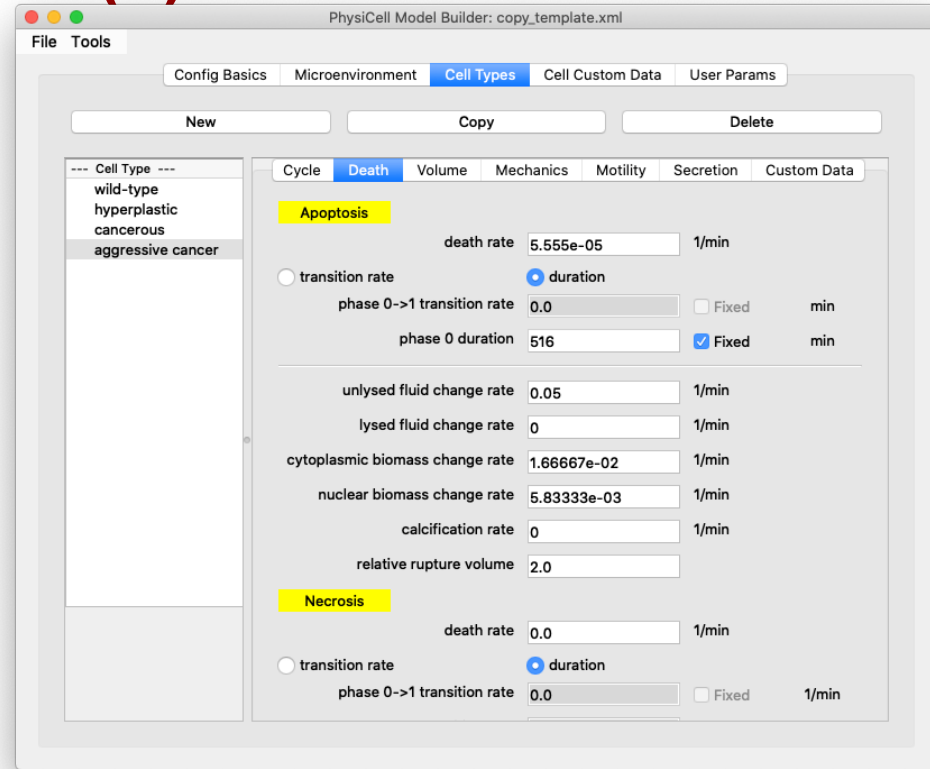 PhysiCell Model Builder: copy_template.xml
File Tools
Config Basics Microenvironment Cell Types Cell Custom Data User Params
New Copy Delete
--- Cell Type ---
wild-type
hyperplastic
cancerous
aggressive cancer
Cycle Death Volume Mechanics Motility Secretion Custom Data
Apoptosis
death rate 5.555e-05 1/min
transition rate duration
phase 0->1 transition rate 0.0 Fixed min
phase 0 duration 516 Fixed min
unlysed fluid change rate 0.05 1/min
lysed fluid change rate 0 1/min
cytoplasmic biomass change rate 1.66667e-02 1/min
nuclear biomass change rate 5.83333e-03 1/min
calcification rate 0 1/min
relative rupture volume 2.0
Necrosis
death rate 0.0 1/min
transition rate duration
phase 0->1 transition rate 0.0 Fixed 1/min